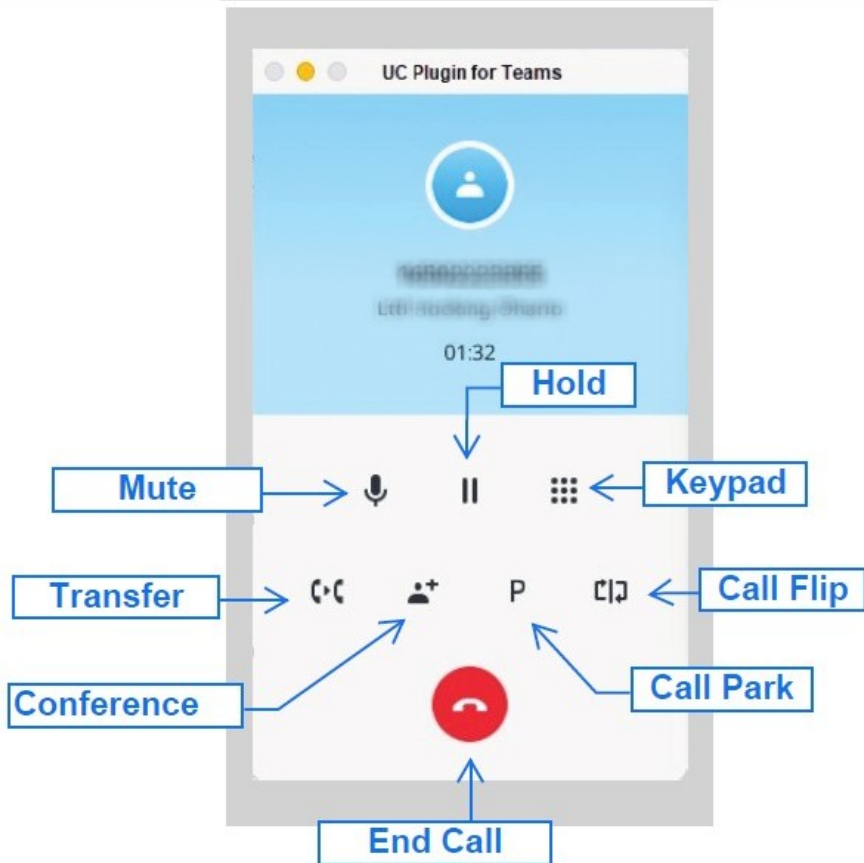 UC Plugin for Teams
01:32
Hold
Mute
Keypad
Transfer
P
Call Flip
Conference
Call Park
End Call